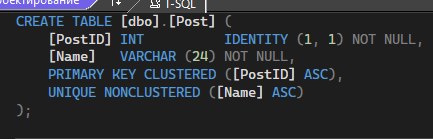 T-SQL
CREATE TABLE [dbo].[Post] (
    [PostID] INT          IDENTITY (1, 1) NOT NULL,
    [Name]   VARCHAR (24) NOT NULL,
    PRIMARY KEY CLUSTERED ([PostID] ASC),
    UNIQUE NONCLUSTERED ([Name] ASC)
);